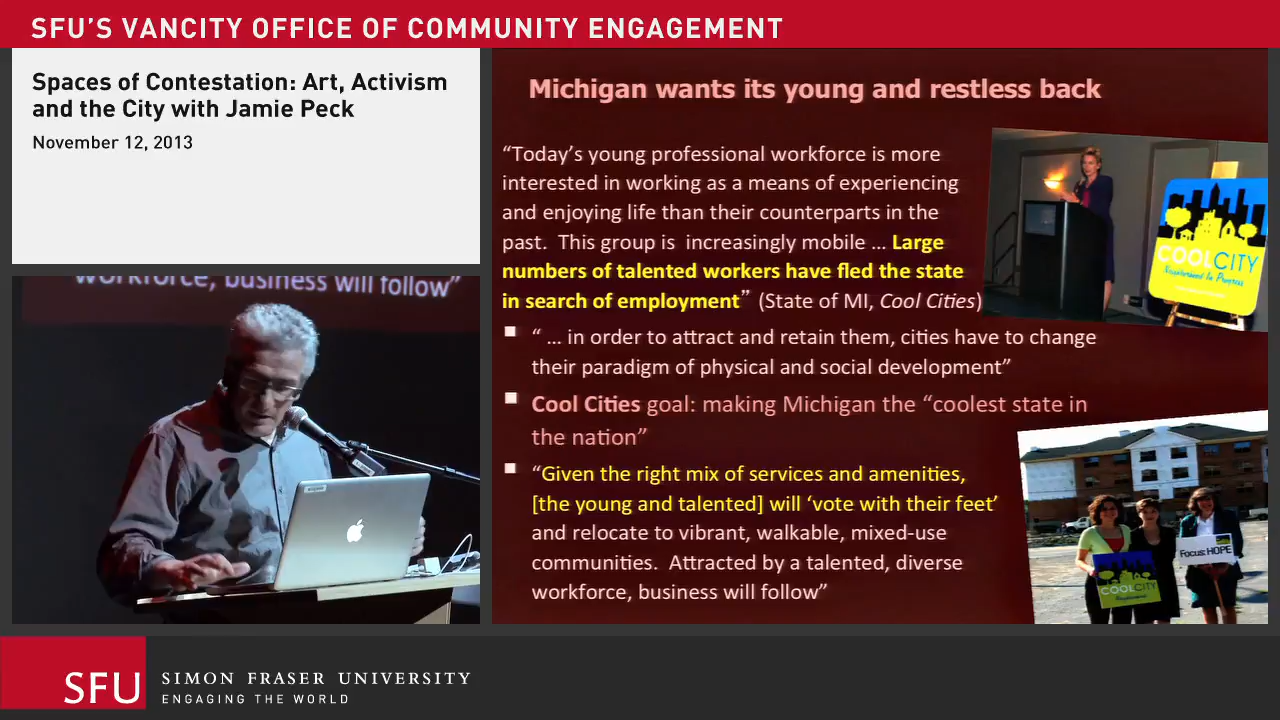 SFU'S VANCITY OFFICE OF COMMUNITY ENGAGEMENT
Spaces of Contestation: Art, Activism
and the City with Jamie Peck
November 12, 2013
workforce, business will follow”
Michigan wants its young and restless back
“Today’s young professional workforce is more
interested in working as a means of experiencing
and enjoying life than their counterparts in the
past. This group is increasingly mobile ... Large
numbers of talented workers have fled the state
in search of employment” (State of MI, Cool Cities)
“ ... in order to attract and retain them, cities have to change
their paradigm of physical and social development”
Cool Cities goal: making Michigan the “coolest state in
the nation”
“Given the right mix of services and amenities,
[the young and talented] will ‘vote with their feet’
and relocate to vibrant, walkable, mixed-use
communities. Attracted by a talented, diverse
workforce, business will follow”
COOLCITY
COOLCITY
Focus: HOPE
SFU
SIMON FRASER UNIVERSITY
ENGAGING THE WORLD